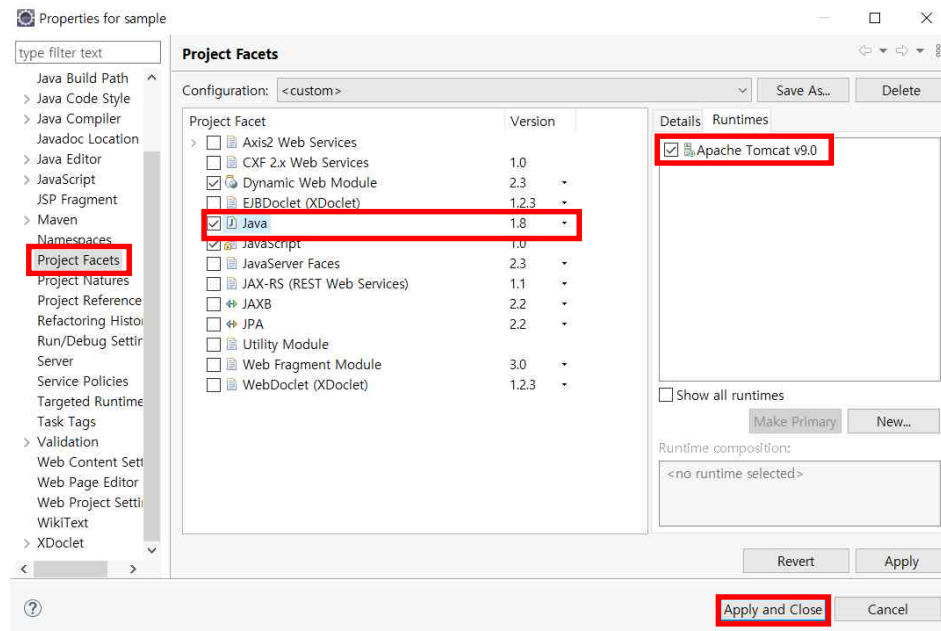 Properties for sample
type filter text
Java Build Path
Java Code Style
Java Compiler
Javadoc Location
Java Editor
JavaScript
JSP Fragment
Maven
Namespaces
Project Facets
Project Natures
Project Reference
Refactoring Histor
Run/Debug Settin
Server
Service Policies
Targeted Runtime
Task Tags
Validation
Web Content Sett
Web Page Editor
Web Project Settin
WikiText
XDoclet
Project Facets
Configuration: <custom> Save As... Delete
Project Facet Version
Axis2 Web Services
CXF 2.x Web Services 1.0
Dynamic Web Module 2.3
EJBDoclet (XDoclet) 1.2.3
Java 1.8
JavaScript 1.0
JavaServer Faces 2.3
JAX-RS (REST Web Services) 1.1
JAXB 2.2
JPA 2.2
Utility Module
Web Fragment Module 3.0
WebDoclet (XDoclet) 1.2.3
Details Runtimes
Apache Tomcat v9.0
Show all runtimes
Make Primary New...
Runtime composition:
<no runtime selected>
Revert Apply
? Apply and Close Cancel